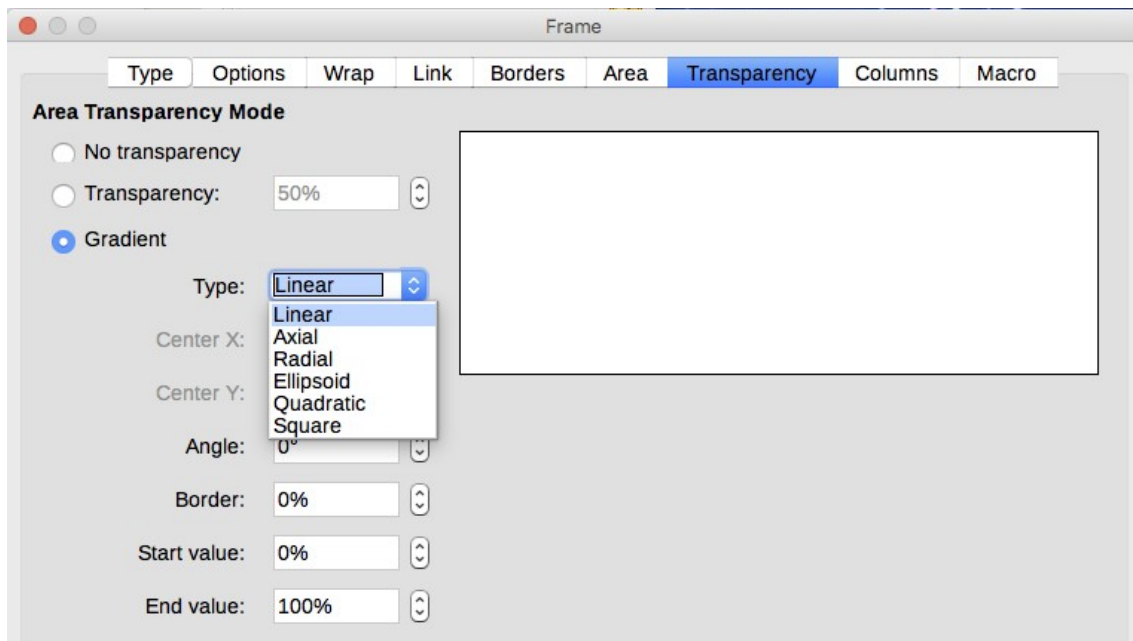 Frame
Type Options Wrap Link Borders Area Transparency Columns Macro
Area Transparency Mode
No transparency
Transparency: 50%
Gradient
Type: Linear
Linear
Axial
Radial
Ellipsoid
Quadratic
Square
Center X:
Center Y:
Angle: 0°
Border: 0%
Start value: 0%
End value: 100%